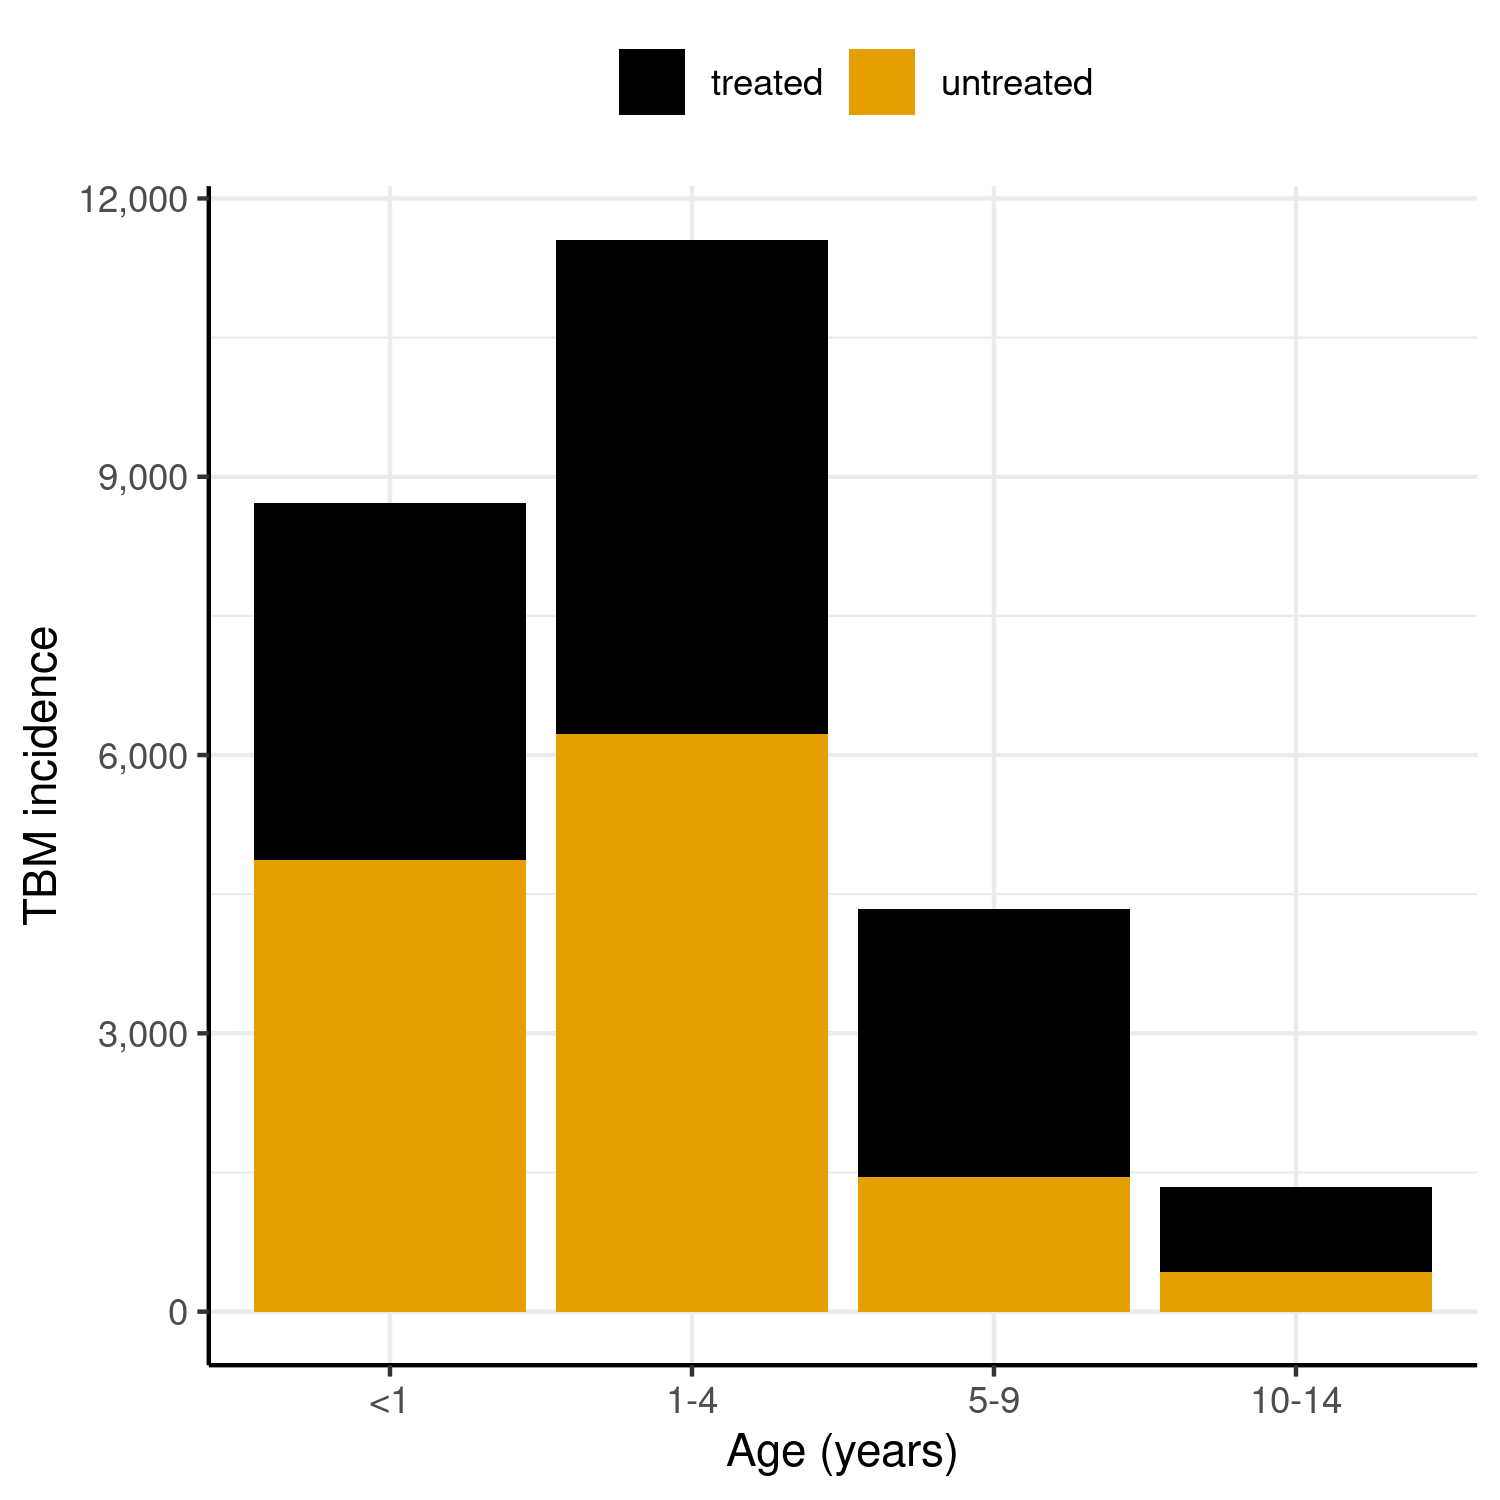 treated untreated
12,000
9,000
6,000
3,000
0
TBM incidence
<1 1-4 5-9 10-14
Age (years)